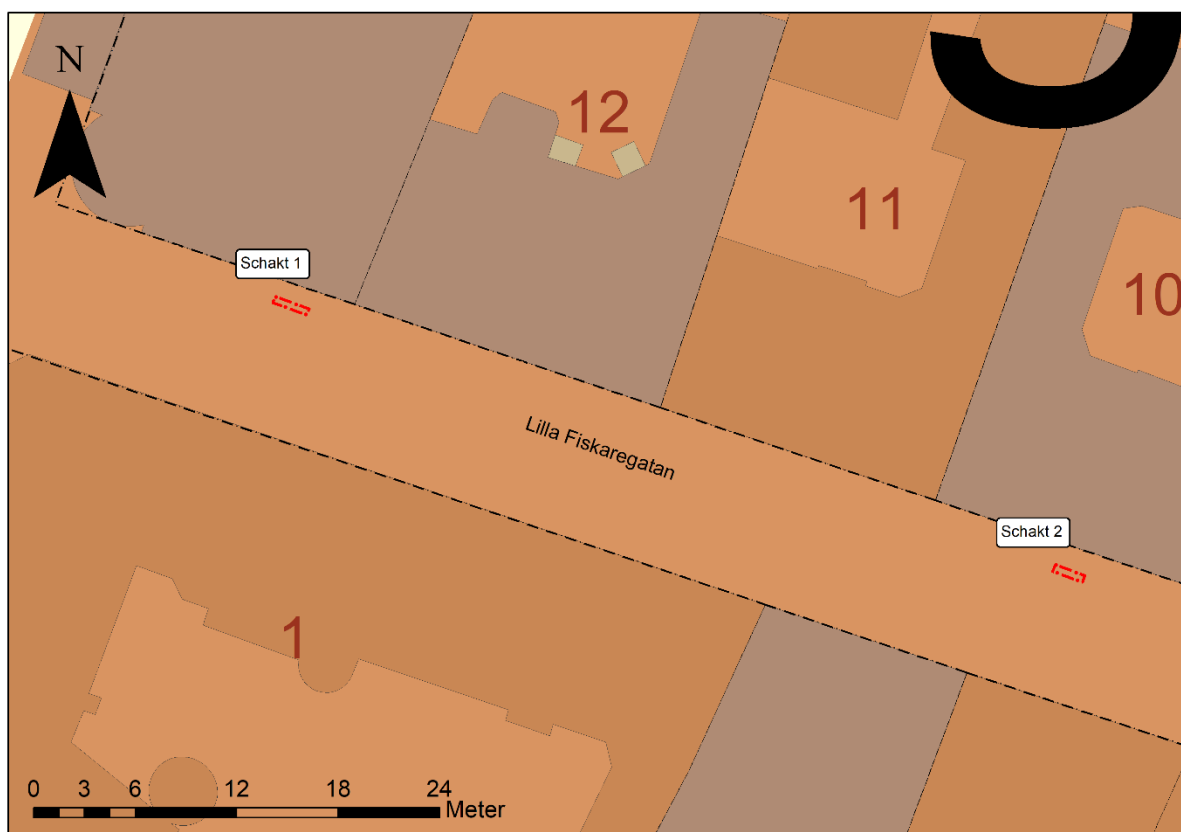 N
12
11
10
Schakt 1
Lilla Fiskaregatan
Schakt 2
1
0 3 6 12 18 24
Meter